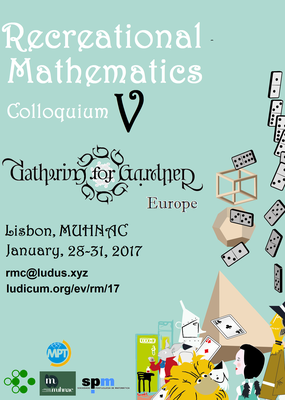 Recreational
Mathematics
Colloquium V
Gathering for Gardner
Europe
Lisbon, MUHNAC
January, 28-31, 2017
rmc@ludus.xyz
ludicum.org/ev/rm/17
MPT
muhnac
spm